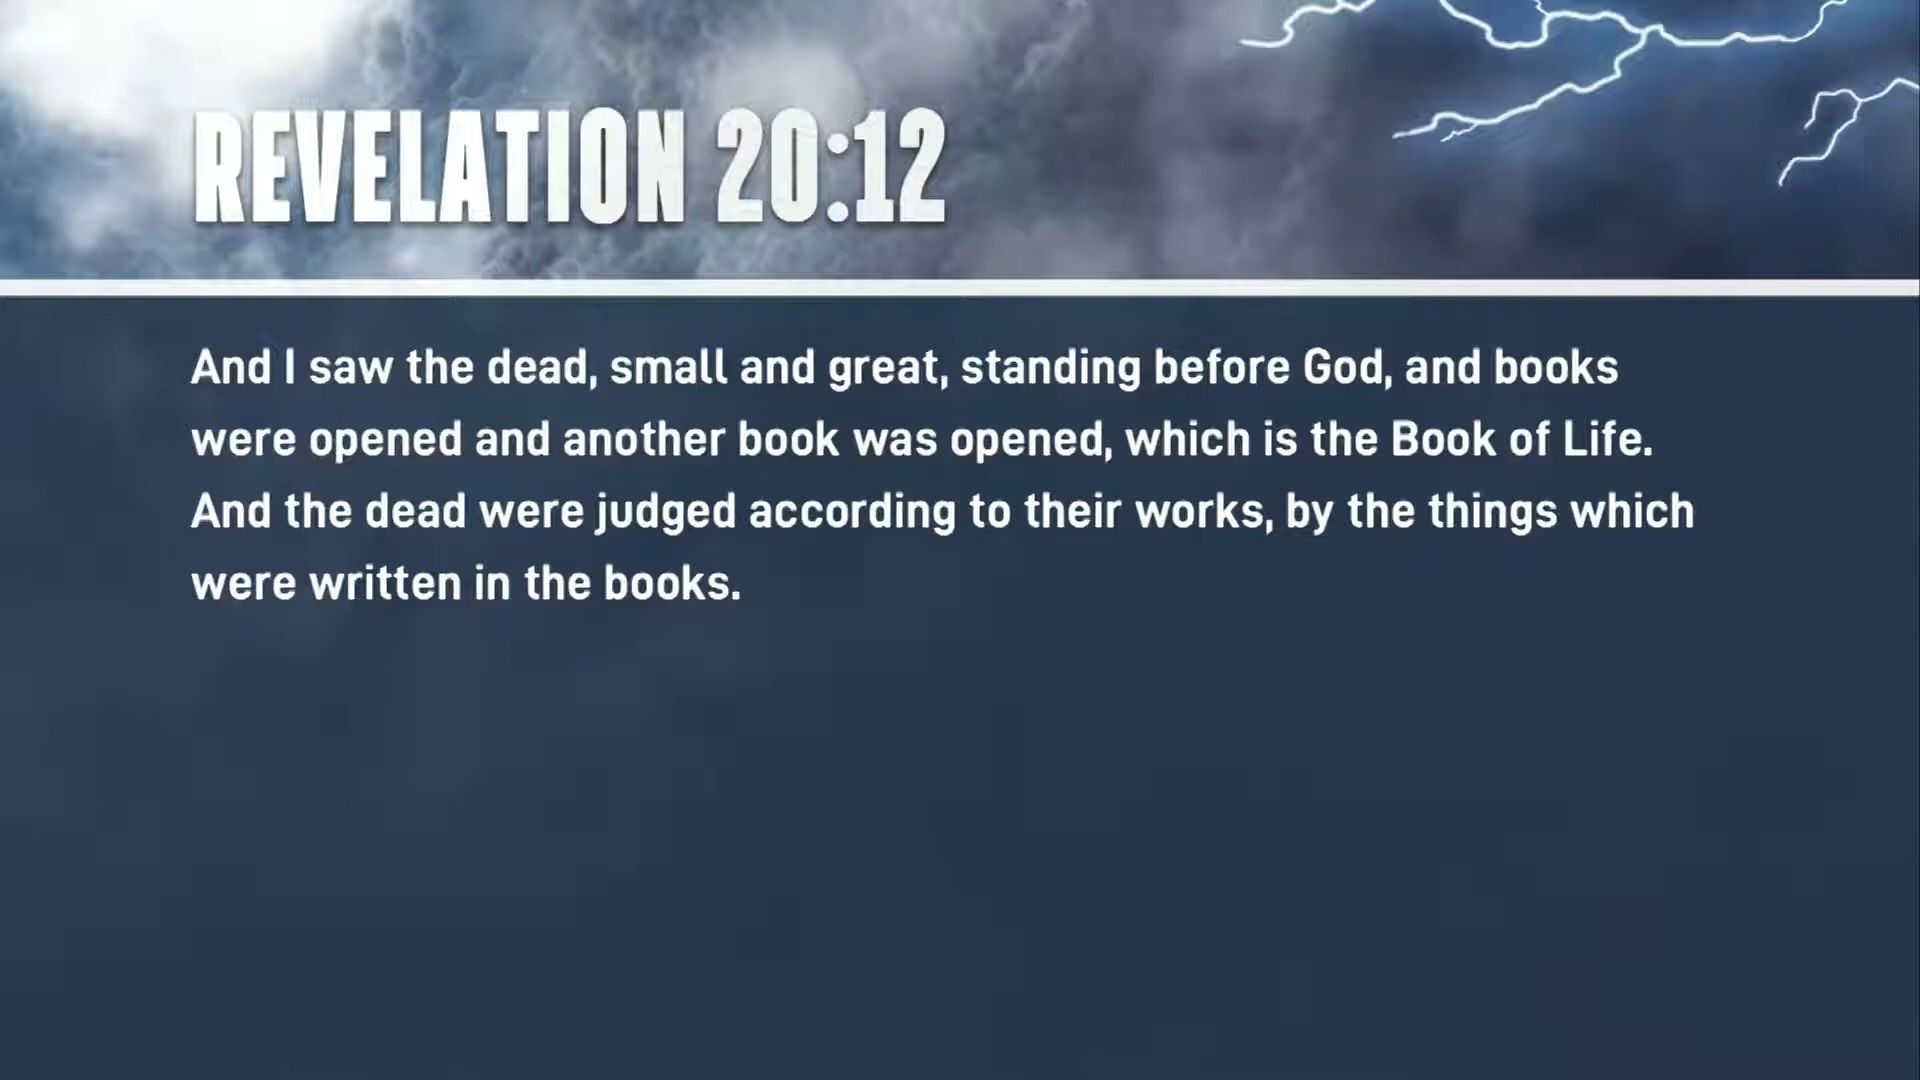 REVELATION 20:12
And I saw the dead, small and great, standing before God, and books
were opened and another book was opened, which is the Book of Life.
And the dead were judged according to their works, by the things which
were written in the books.